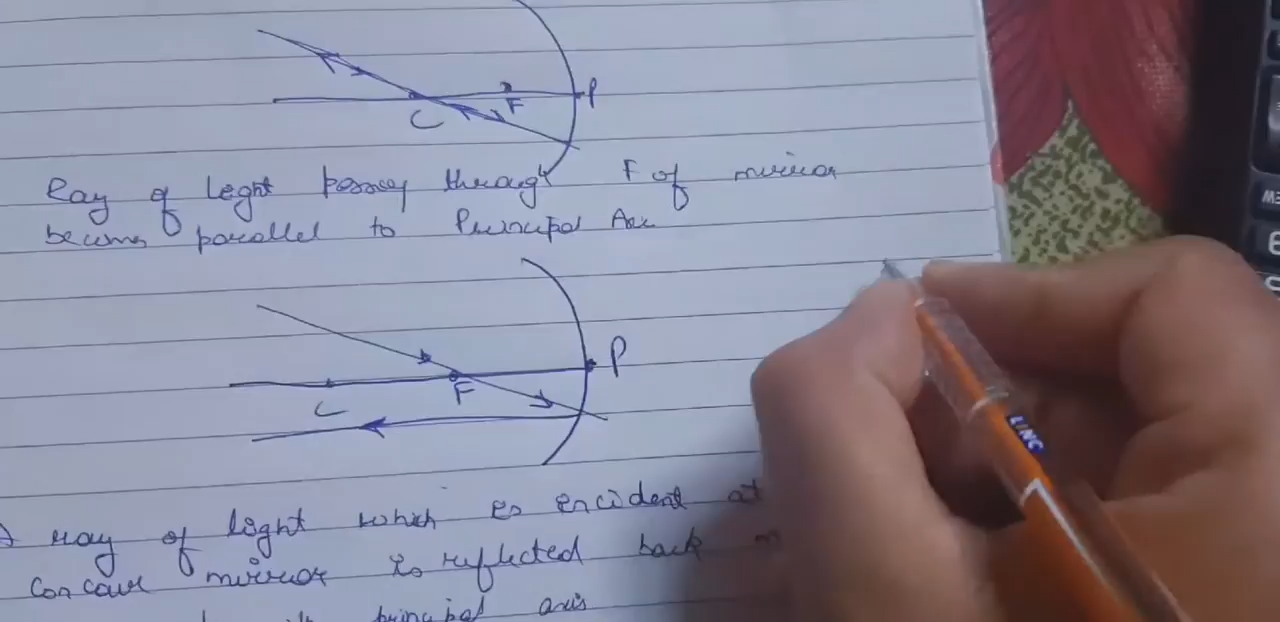 C F P
Ray of light passing through F of mirror
becomes parallel to Principal Axis
P
C F
LINC
A ray of light which is incident at
Concave mirror is reflected back
principal axis